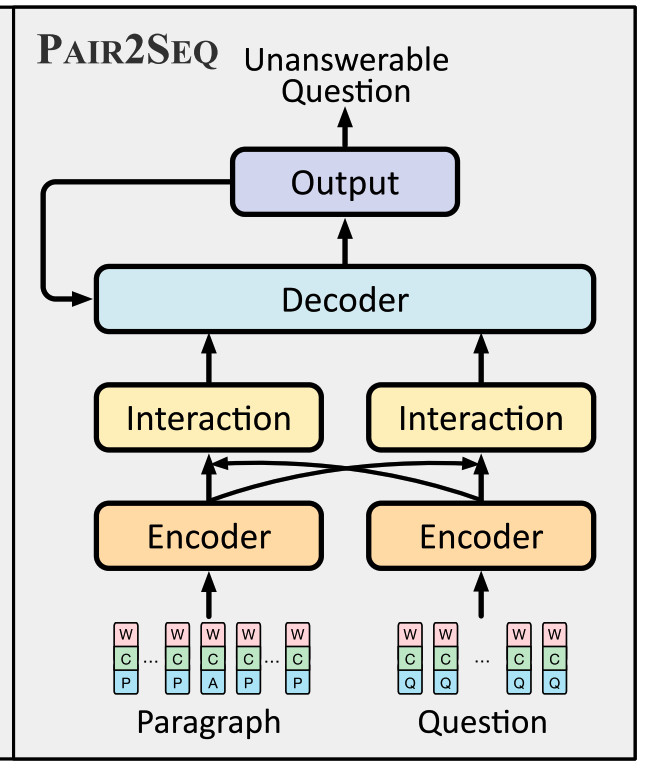 PAIR2SEQ
Unanswerable
Question
Output
Decoder
Interaction Interaction
Encoder Encoder
W ... W W W ... W W W ... W W
C C C C C C C C C
P P A P P Q Q Q Q
Paragraph Question